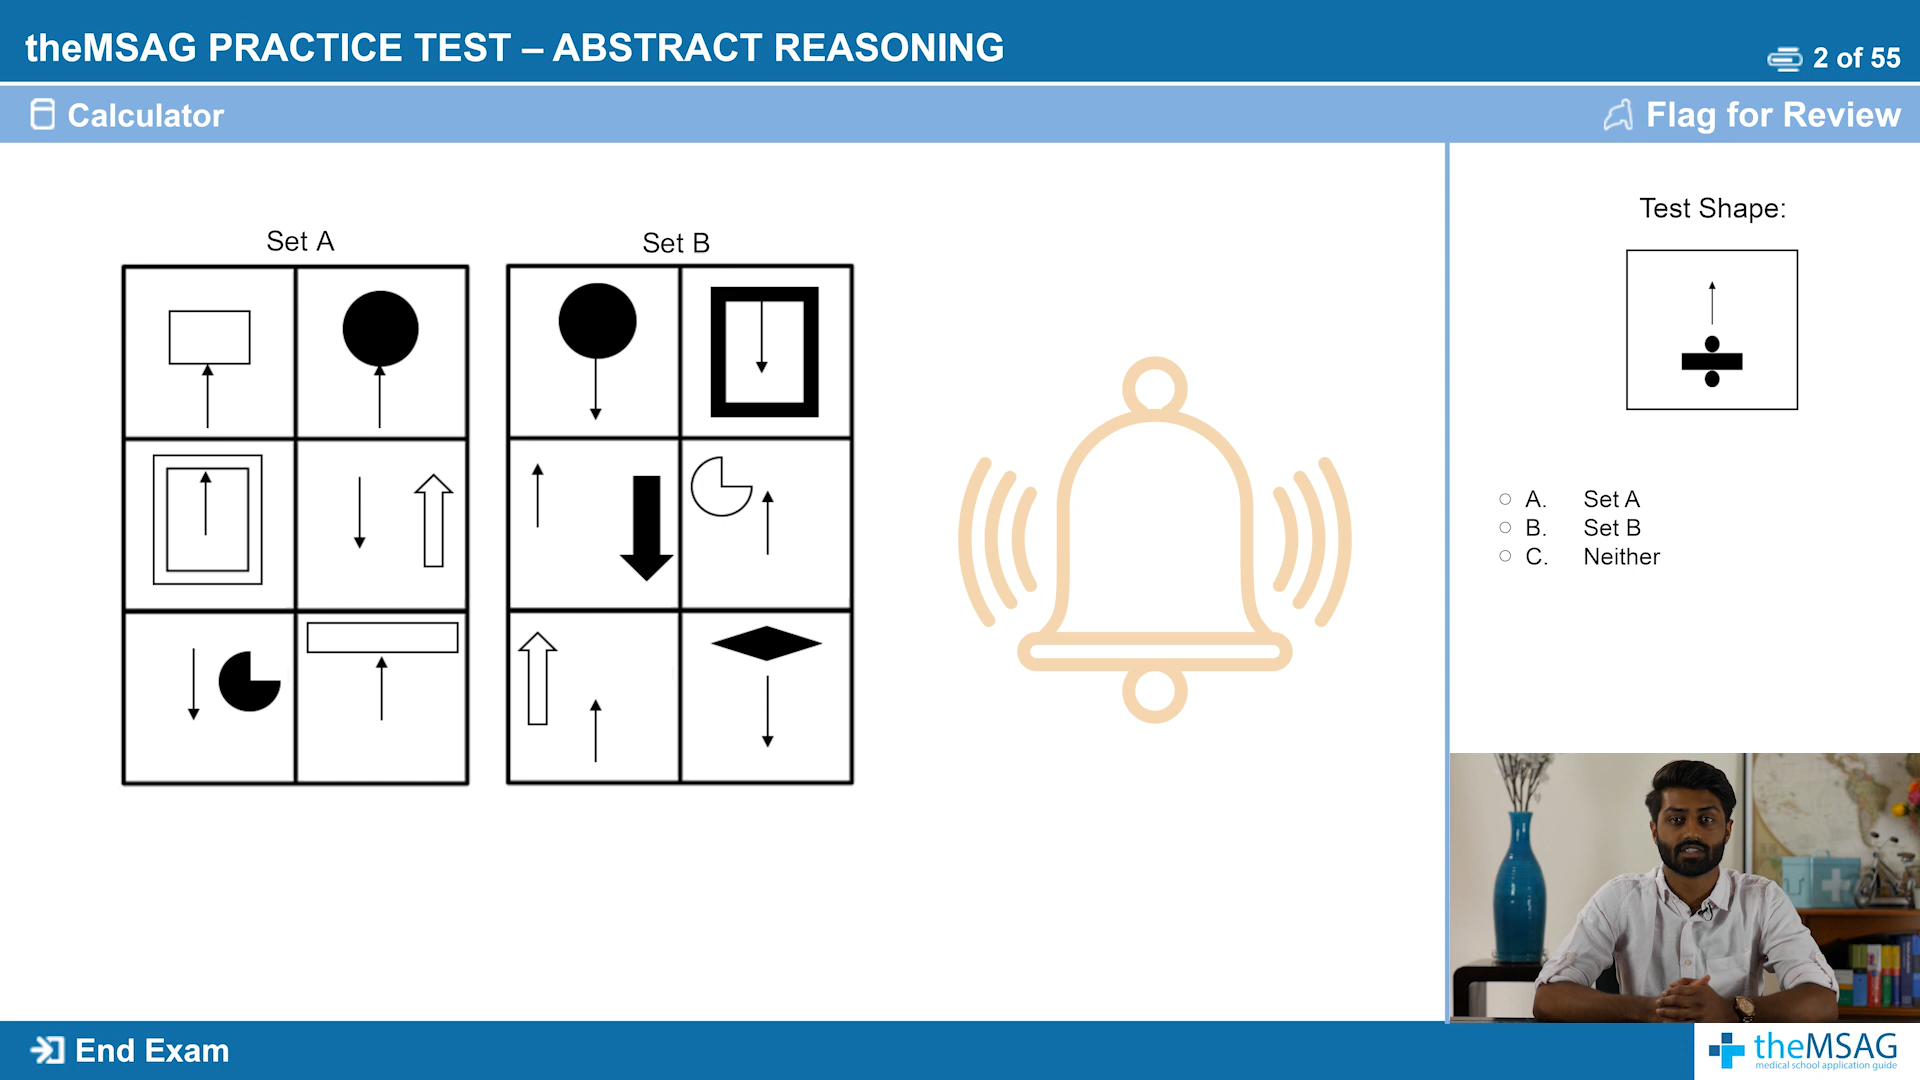 theMSAG PRACTICE TEST – ABSTRACT REASONING
2 of 55
Calculator
Flag for Review
Set A
Set B
Test Shape:
A. Set A
B. Set B
C. Neither
End Exam
theMSAG
medical school application guide